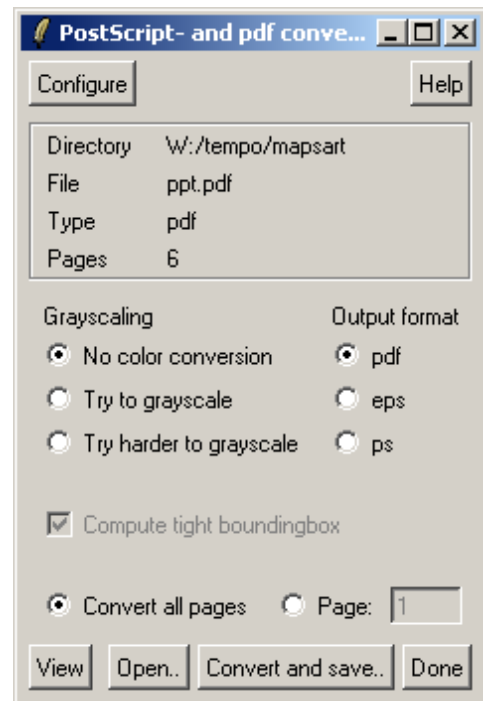 PostScript- and pdf conve...
Configure Help
Directory W:/tempo/mapsart
File ppt.pdf
Type pdf
Pages 6
Grayscaling Output format
No color conversion pdf
Try to grayscale eps
Try harder to grayscale ps
Compute tight boundingbox
Convert all pages Page: 1
View Open.. Convert and save.. Done